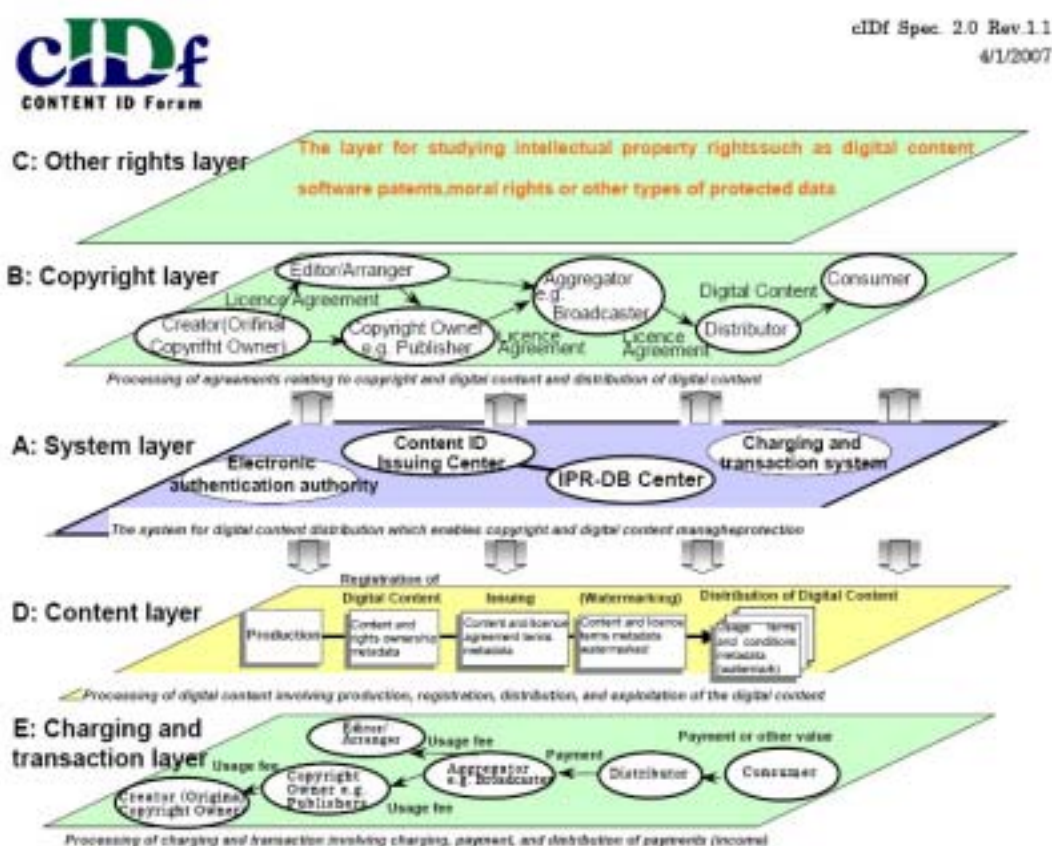 cIDf
CONTENT ID Forum
cIDf Spec. 2.0 Rev.1.1
4/1/2007
C: Other rights layer
The layer for studying intellectual property rightssuch as digital content
software patents,moral rights or other types of protected data
B: Copyright layer
Editor/Arranger
Licence Agreement
Creator(Orifinal
Copyrifht Owner)
Copyright Owner
e.g. Publisher
Licence
Agreement
Aggregator
e.g.
Broadcaster
Licence
Agreement
Digital Content
Distributor
Consumer
Processing of agreements relating to copyright and digital content and distribution of digital content
A: System layer
Electronic
authentication authority
Content ID
Issuing Center
IPR-DB Center
Charging and
transaction system
The system for digital content distribution which enables copyright and digital content managheprotection
D: Content layer
Production
Registration of
Digital Content
Content and
rights ownership
metadata
Issuing
Content and licence
agreement terms
metadata
(Watermarking)
Content and licence
terms metadata
watermarked
Distribution of Digital Content
Usage terms
and conditions
metadata
(watermark)
Processing of digital content involving production, registration, distribution, and exploitation of the digital content
E: Charging and
transaction layer
Editor/
Arranger
Usage fee
Payment
Payment or other value
Usage fee
Creator (Original
Copyright Owner)
Copyright
Owner e.g.
Publishers
Usage fee
Aggregator
e.g. Broadcaster
Distributor
Consumer
Processing of charging and transaction involving charging, payment, and distribution of payments (income)